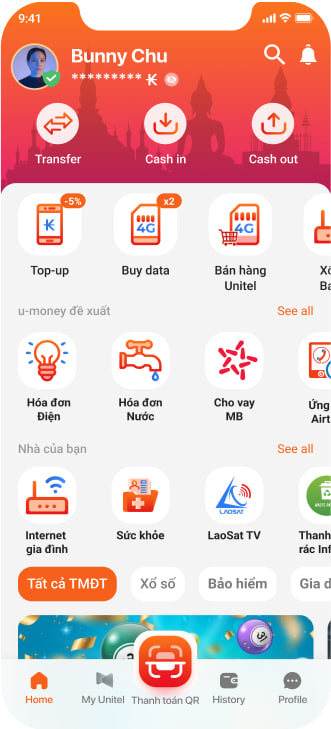 9:41
Bunny Chu
********* ₭
Transfer
Cash in
Cash out
-5%
x2
4G
4G
Top-up
Buy data
Bán hàng
Unitel
Xổ
Ba
u-money đề xuất
See all
Hóa đơn
Điện
Hóa đơn
Nước
Cho vay
MB
Ứng
Airt
Nhà của bạn
See all
LAOSAT
Internet
gia đình
Sức khỏe
LaoSat TV
Thanh
rác Inf
Tất cả TMĐT
Xổ số
Bảo hiểm
Gia d
Home
My Unitel
Thanh toán QR
History
Profile